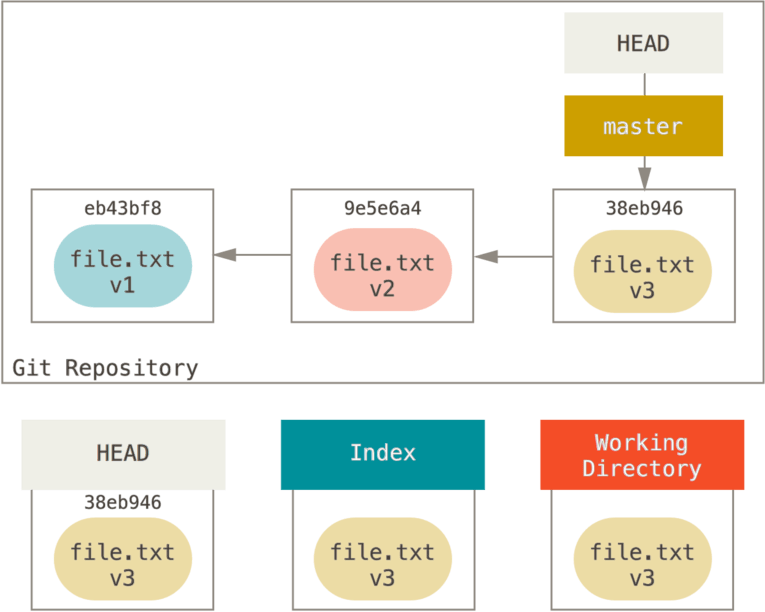 HEAD
master
eb43bf8
9e5e6a4
38eb946
file.txt
v1
file.txt
v2
file.txt
v3
Git Repository
HEAD
Index
Working
Directory
38eb946
file.txt
v3
file.txt
v3
file.txt
v3